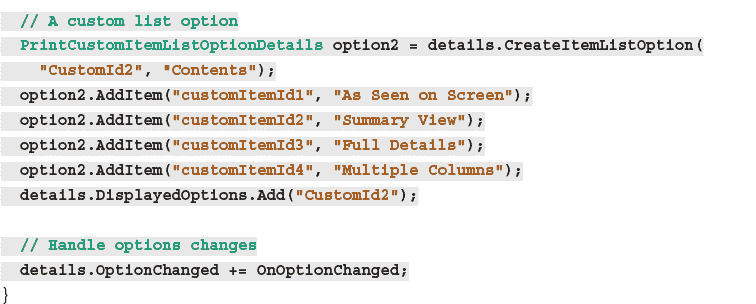 // A custom list option
PrintCustomItemListOptionDetails option2 = details.CreateItemListOption(
"CustomId2", "Contents");
option2.AddItem("customItemId1", "As Seen on Screen");
option2.AddItem("customItemId2", "Summary View");
option2.AddItem("customItemId3", "Full Details");
option2.AddItem("customItemId4", "Multiple Columns");
details.DisplayedOptions.Add("CustomId2");
// Handle options changes
details.OptionChanged += OnOptionChanged;
}